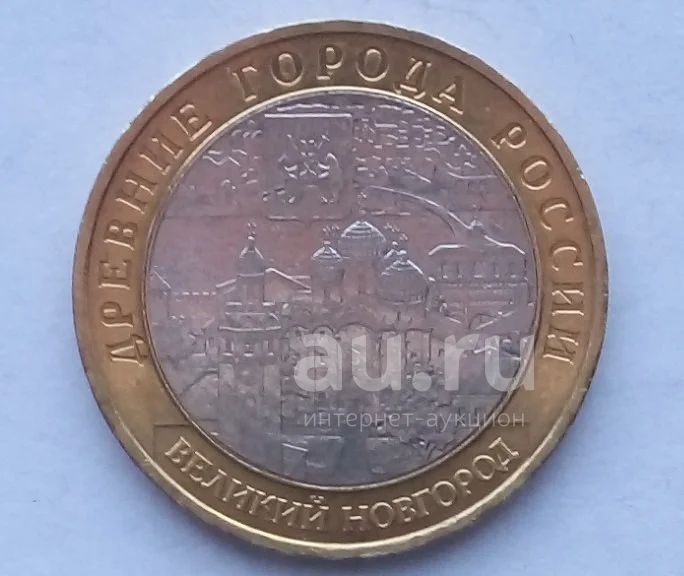 ДРЕВНИЕ ГОРОДА РОССИИ
au.ru
интернет-аукцион
ВЕЛИКИЙ НОВГОРОД